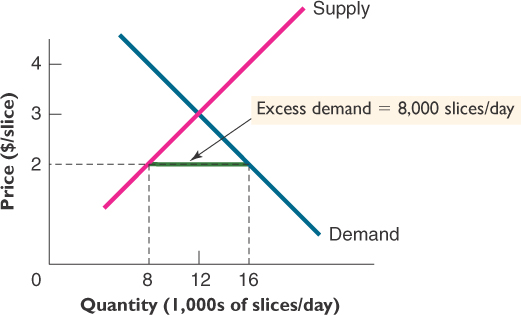 Supply
4
3
Excess demand = 8,000 slices/day
2
Price ($/slice)
Demand
0
8
12
16
Quantity (1,000s of slices/day)